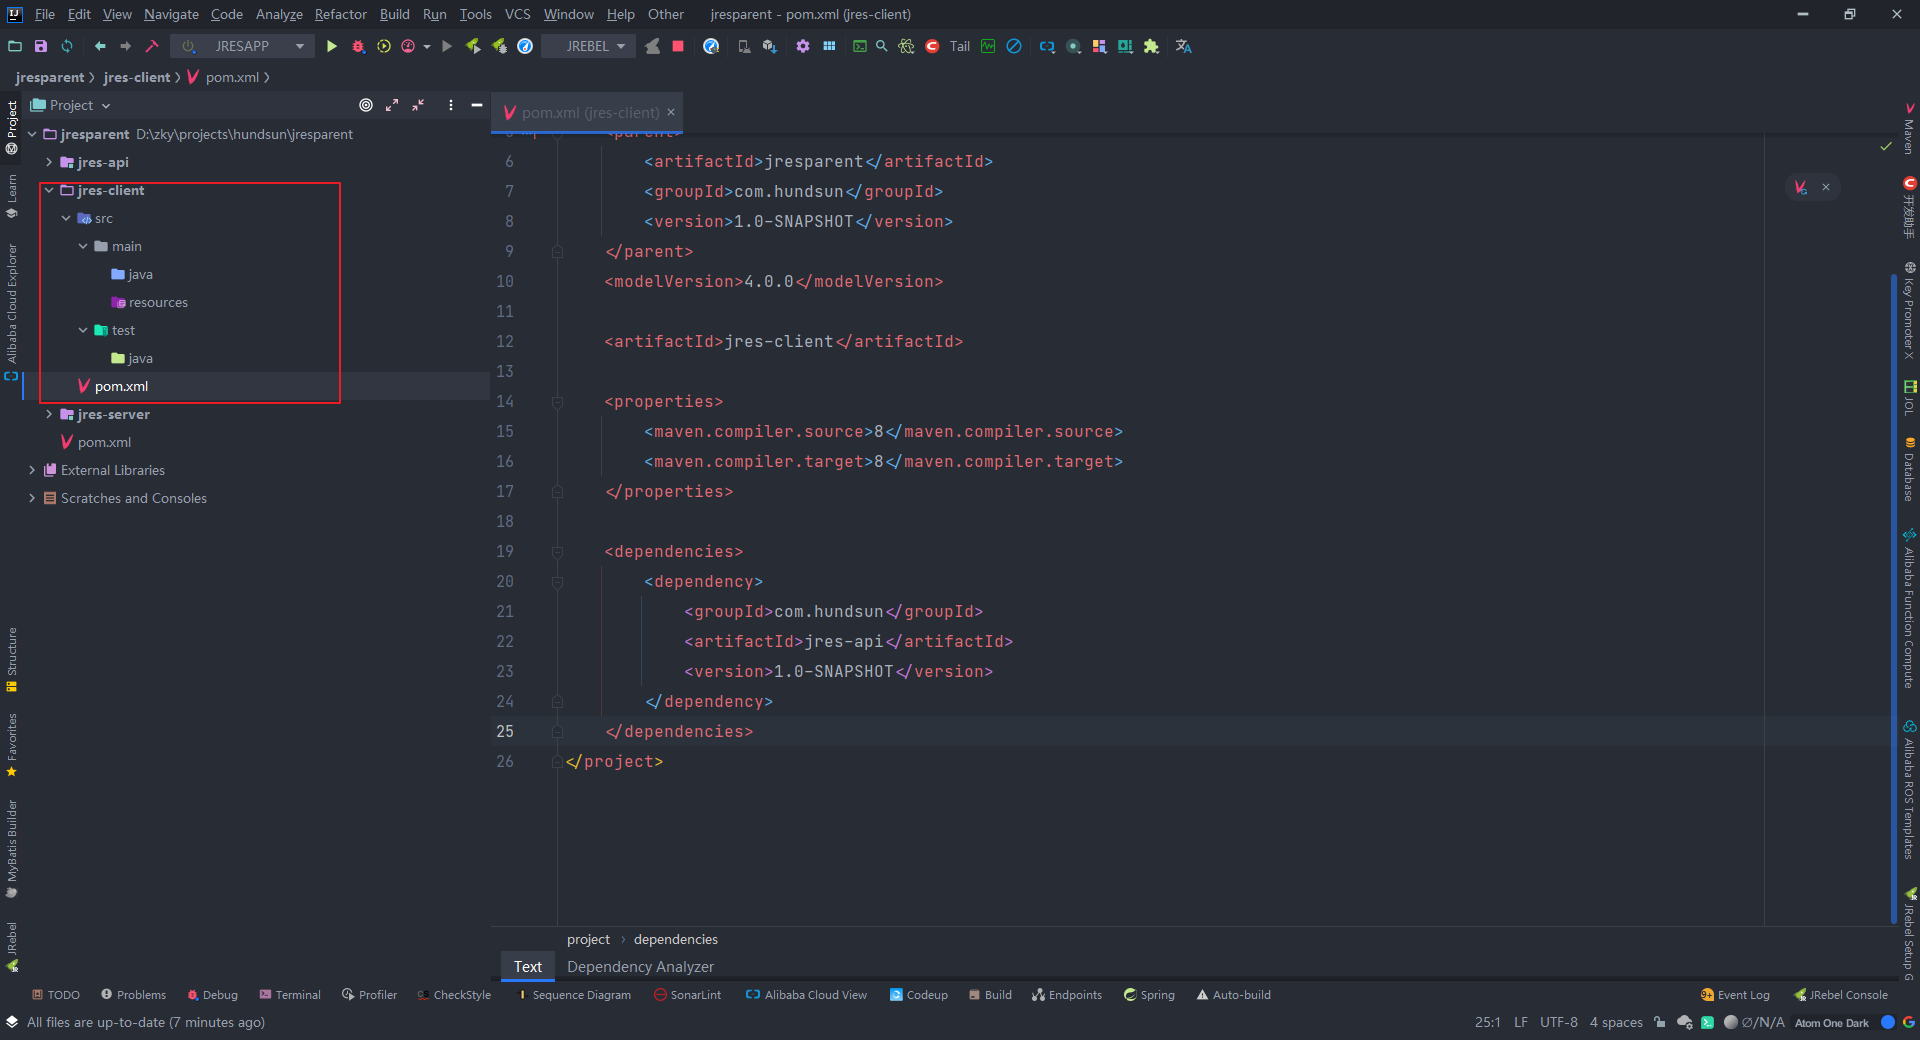 File Edit View Navigate Code Analyze Refactor Build Run Tools VCS Window Help Other jresparent - pom.xml (jres-client)
JRESAPP JREBEL Tail
jresparent jres-client pom.xml
Project
pom.xml (jres-client)
jresparent D:\zky\projects\hundsun\jresparent
jres-api
jres-client
src
main
java
resources
test
java
pom.xml
jres-server
pom.xml
External Libraries
Scratches and Consoles
5 <parent>
6 <artifactId>jresparent</artifactId>
7 <groupId>com.hundsun</groupId>
8 <version>1.0-SNAPSHOT</version>
9 </parent>
10 <modelVersion>4.0.0</modelVersion>
11
12 <artifactId>jres-client</artifactId>
13
14 <properties>
15 <maven.compiler.source>8</maven.compiler.source>
16 <maven.compiler.target>8</maven.compiler.target>
17 </properties>
18
19 <dependencies>
20 <dependency>
21 <groupId>com.hundsun</groupId>
22 <artifactId>jres-api</artifactId>
23 <version>1.0-SNAPSHOT</version>
24 </dependency>
25 </dependencies>
26 </project>
project dependencies
Text Dependency Analyzer
Project
Learn
Alibaba Cloud Explorer
Structure
Favorites
MyBatis Builder
JRebel
Maven
开发助手
Key Promoter X
JOL
Database
Alibaba Function Compute
Alibaba ROS Templates
JRebel Setup G
TODO Problems Debug Terminal Profiler CheckStyle Sequence Diagram SonarLint Alibaba Cloud View Codeup Build Endpoints Spring Auto-build 9+ Event Log JRebel Console
All files are up-to-date (7 minutes ago) 25:1 LF UTF-8 4 spaces ∅/N/A Atom One Dark